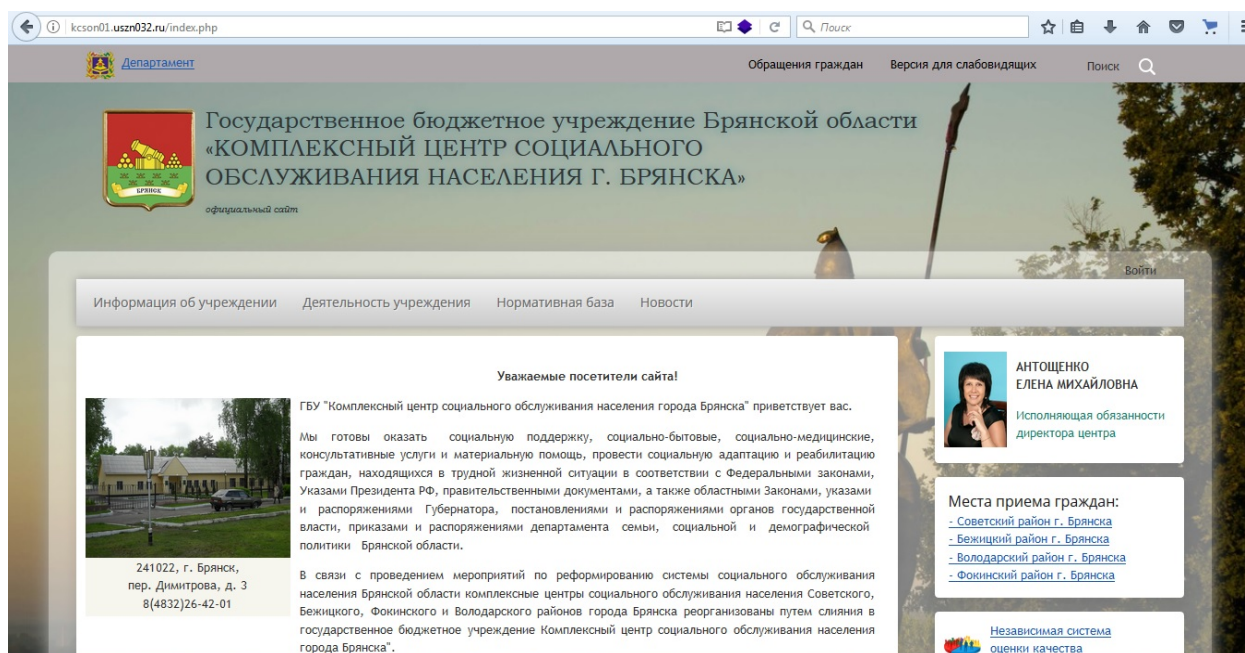 kcson01.uszn032.ru/index.php
Поиск
Департамент
Обращения граждан
Версия для слабовидящих
Поиск
Государственное бюджетное учреждение Брянской области
«КОМПЛЕКСНЫЙ ЦЕНТР СОЦИАЛЬНОГО
ОБСЛУЖИВАНИЯ НАСЕЛЕНИЯ Г. БРЯНСКА»
официальный сайт
БРЯНСК
Войти
Информация об учреждении
Деятельность учреждения
Нормативная база
Новости
Уважаемые посетители сайта!
ГБУ "Комплексный центр социального обслуживания населения города Брянска" приветствует вас.
Мы готовы оказать социальную поддержку, социально-бытовые, социально-медицинские,
консультативные услуги и материальную помощь, провести социальную адаптацию и реабилитацию
граждан, находящихся в трудной жизненной ситуации в соответствии с Федеральными законами,
Указами Президента РФ, правительственными документами, а также областными Законами, указами
и распоряжениями Губернатора, постановлениями и распоряжениями органов государственной
власти, приказами и распоряжениями департамента семьи, социальной и демографической
политики Брянской области.
В связи с проведением мероприятий по реформированию системы социального обслуживания
населения Брянской области комплексные центры социального обслуживания населения Советского,
Бежицкого, Фокинского и Володарского районов города Брянска реорганизованы путем слияния в
государственное бюджетное учреждение Комплексный центр социального обслуживания населения
города Брянска".
241022, г. Брянск,
пер. Димитрова, д. 3
8(4832)26-42-01
АНТОЩЕНКО
ЕЛЕНА МИХАЙЛОВНА
Исполняющая обязанности
директора центра
Места приема граждан:
- Советский район г. Брянска
- Бежицкий район г. Брянска
- Володарский район г. Брянска
- Фокинский район г. Брянска
Независимая система
оценки качества